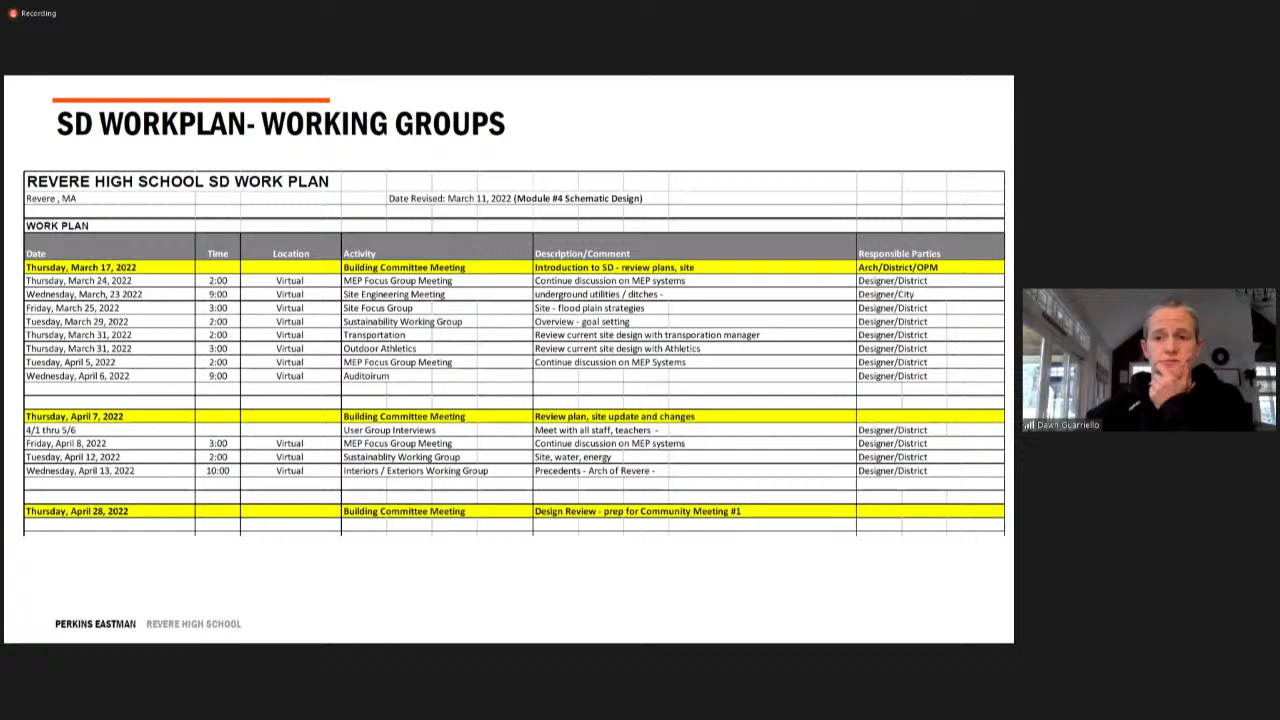 Recording
SD WORKPLAN- WORKING GROUPS
REVERE HIGH SCHOOL SD WORK PLAN
Revere , MA Date Revised: March 11, 2022 (Module #4 Schematic Design)
WORK PLAN
Date Time Location Activity Description/Comment Responsible Parties
Thursday, March 17, 2022 Building Committee Meeting Introduction to SD - review plans, site Arch/District/OPM
Thursday, March 24, 2022 2:00 Virtual MEP Focus Group Meeting Continue discussion on MEP systems Designer/District
Wednesday, March, 23 2022 9:00 Virtual Site Engineering Meeting underground utilities / ditches - Designer/City
Friday, March 25, 2022 3:00 Virtual Site Focus Group Site - flood plain strategies Designer/District
Tuesday, March 29, 2022 2:00 Virtual Sustainability Working Group Overview - goal setting Designer/District
Thursday, March 31, 2022 2:00 Virtual Transportation Review current site design with transporation manager Designer/District
Thursday, March 31, 2022 3:00 Virtual Outdoor Athletics Review current site design with Athletics Designer/District
Tuesday, April 5, 2022 2:00 Virtual MEP Focus Group Meeting Continue discussion on MEP Systems Designer/District
Wednesday, April 6, 2022 9:00 Virtual Auditoirum Designer/District
Thursday, April 7, 2022 Building Committee Meeting Review plan, site update and changes
4/1 thru 5/6 User Group Interviews Meet with all staff, teachers - Designer/District
Friday, April 8, 2022 3:00 Virtual MEP Focus Group Meeting Continue discussion on MEP systems Designer/District
Tuesday, April 12, 2022 2:00 Virtual Sustainablity Working Group Site, water, energy Designer/District
Wednesday, April 13, 2022 10:00 Virtual Interiors / Exteriors Working Group Precedents - Arch of Revere - Designer/District
Thursday, April 28, 2022 Building Committee Meeting Design Review - prep for Community Meeting #1
PERKINS EASTMAN REVERE HIGH SCHOOL
Dawn Guarriello